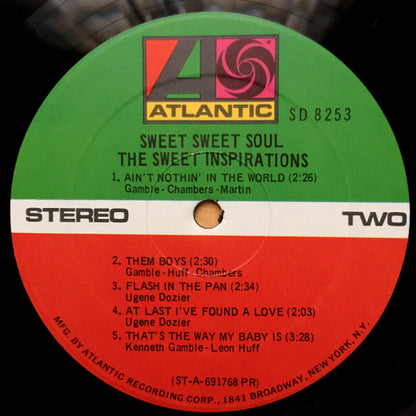 ATLANTIC
SD 8253
SWEET SWEET SOUL
THE SWEET INSPIRATIONS
1. AIN'T NOTHIN' IN THE WORLD (2:26)
Gamble-Chambers-Martin
STEREO
TWO
2. THEM BOYS (2:30)
Gamble-Huff-Chambers
3. FLASH IN THE PAN (2:34)
Ugene Dozier
4. AT LAST I'VE FOUND A LOVE (2:03)
Ugene Dozier
5. THAT'S THE WAY MY BABY IS (3:28)
Kenneth Gamble-Leon Huff
(ST-A-691768 PR)
MFG. BY ATLANTIC RECORDING CORP., 1841 BROADWAY, NEW YORK, N.Y.